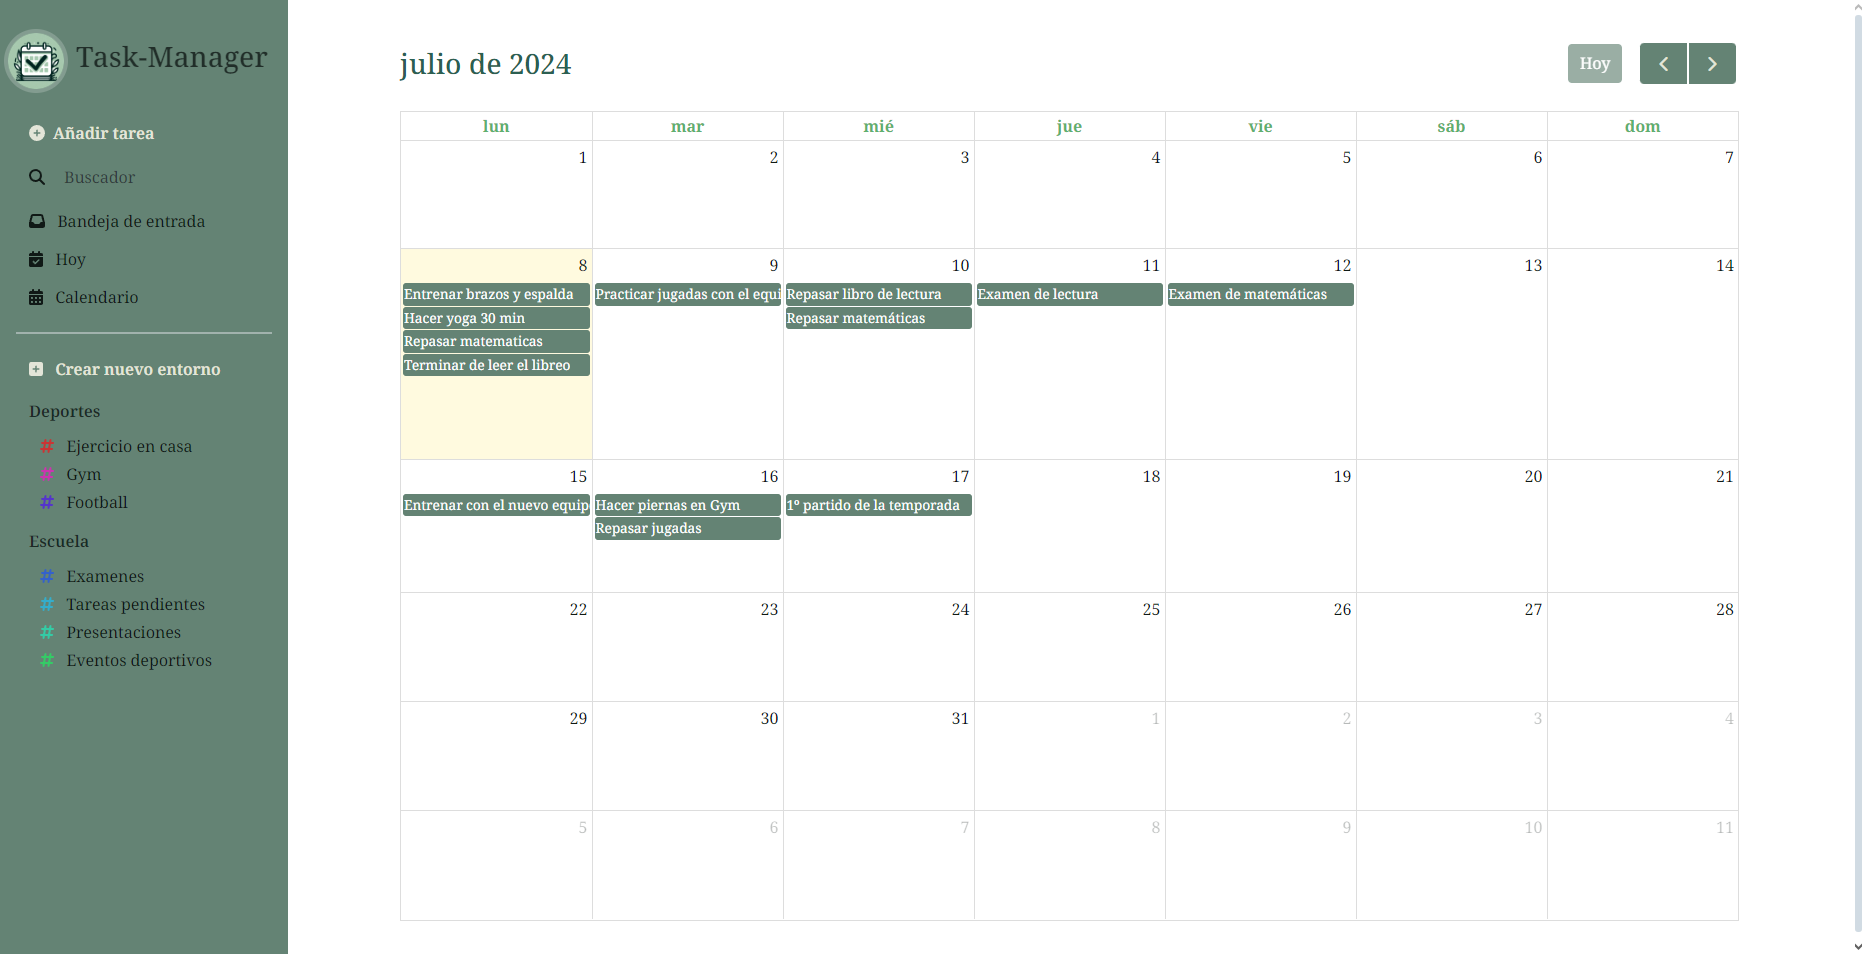 Task-Manager
Añadir tarea
Buscador
Bandeja de entrada
Hoy
Calendario
Crear nuevo entorno
Deportes
# Ejercicio en casa
# Gym
# Football
Escuela
# Examenes
# Tareas pendientes
# Presentaciones
# Eventos deportivos
julio de 2024
Hoy
lun mar mié jue vie sáb dom
1 2 3 4 5 6 7
8 9 10 11 12 13 14
Entrenar brazos y espalda Practicar jugadas con el equi Repasar libro de lectura Examen de lectura Examen de matemáticas
Hacer yoga 30 min Repasar matemáticas
Repasar matematicas
Terminar de leer el libreo
15 16 17 18 19 20 21
Entrenar con el nuevo equip Hacer piernas en Gym 1º partido de la temporada
Repasar jugadas
22 23 24 25 26 27 28
29 30 31 1 2 3 4
5 6 7 8 9 10 11